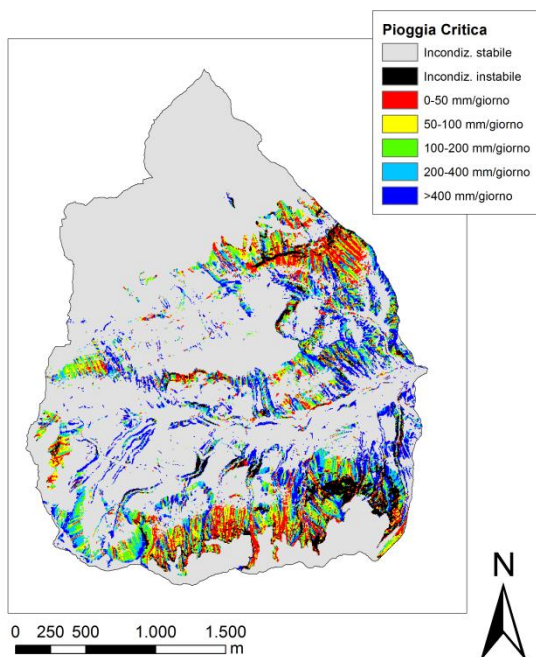 Pioggia Critica
Incondiz. stabile
Incondiz. instabile
0-50 mm/giorno
50-100 mm/giorno
100-200 mm/giorno
200-400 mm/giorno
>400 mm/giorno
N
0 250 500 1.000 1.500
m